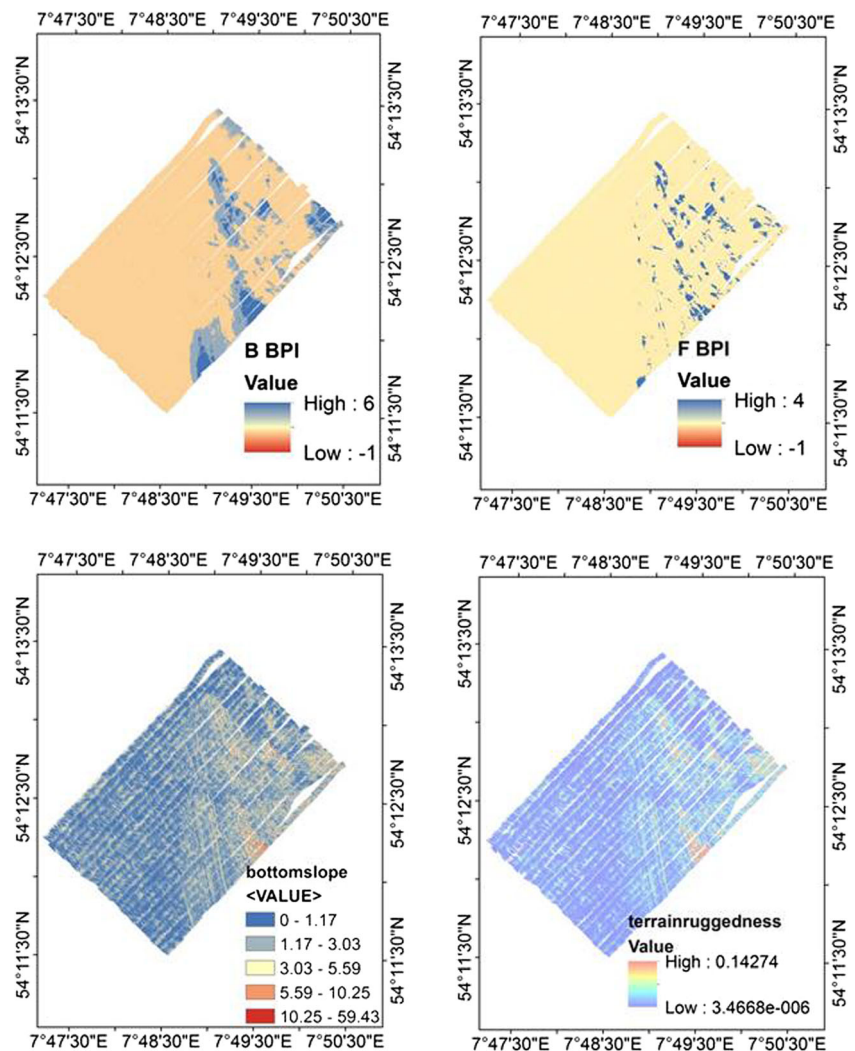 7°47'30"E 7°48'30"E 7°49'30"E 7°50'30"E
54°13'30"N
54°12'30"N
54°11'30"N
54°13'30"N
54°12'30"N
54°11'30"N
B BPI
Value
High : 6
Low : -1
7°47'30"E 7°48'30"E 7°49'30"E 7°50'30"E
7°47'30"E 7°48'30"E 7°49'30"E 7°50'30"E
54°13'30"N
54°12'30"N
54°11'30"N
54°13'30"N
54°12'30"N
54°11'30"N
F BPI
Value
High : 4
Low : -1
7°47'30"E 7°48'30"E 7°49'30"E 7°50'30"E
7°47'30"E 7°48'30"E 7°49'30"E 7°50'30"E
54°13'30"N
54°12'30"N
54°11'30"N
54°13'30"N
54°12'30"N
54°11'30"N
bottomslope
<VALUE>
0 - 1.17
1.17 - 3.03
3.03 - 5.59
5.59 - 10.25
10.25 - 59.43
7°47'30"E 7°48'30"E 7°49'30"E 7°50'30"E
7°47'30"E 7°48'30"E 7°49'30"E 7°50'30"E
54°13'30"N
54°12'30"N
54°11'30"N
54°13'30"N
54°12'30"N
54°11'30"N
terrainruggedness
Value
High : 0.14274
Low : 3.4668e-006
7°47'30"E 7°48'30"E 7°49'30"E 7°50'30"E